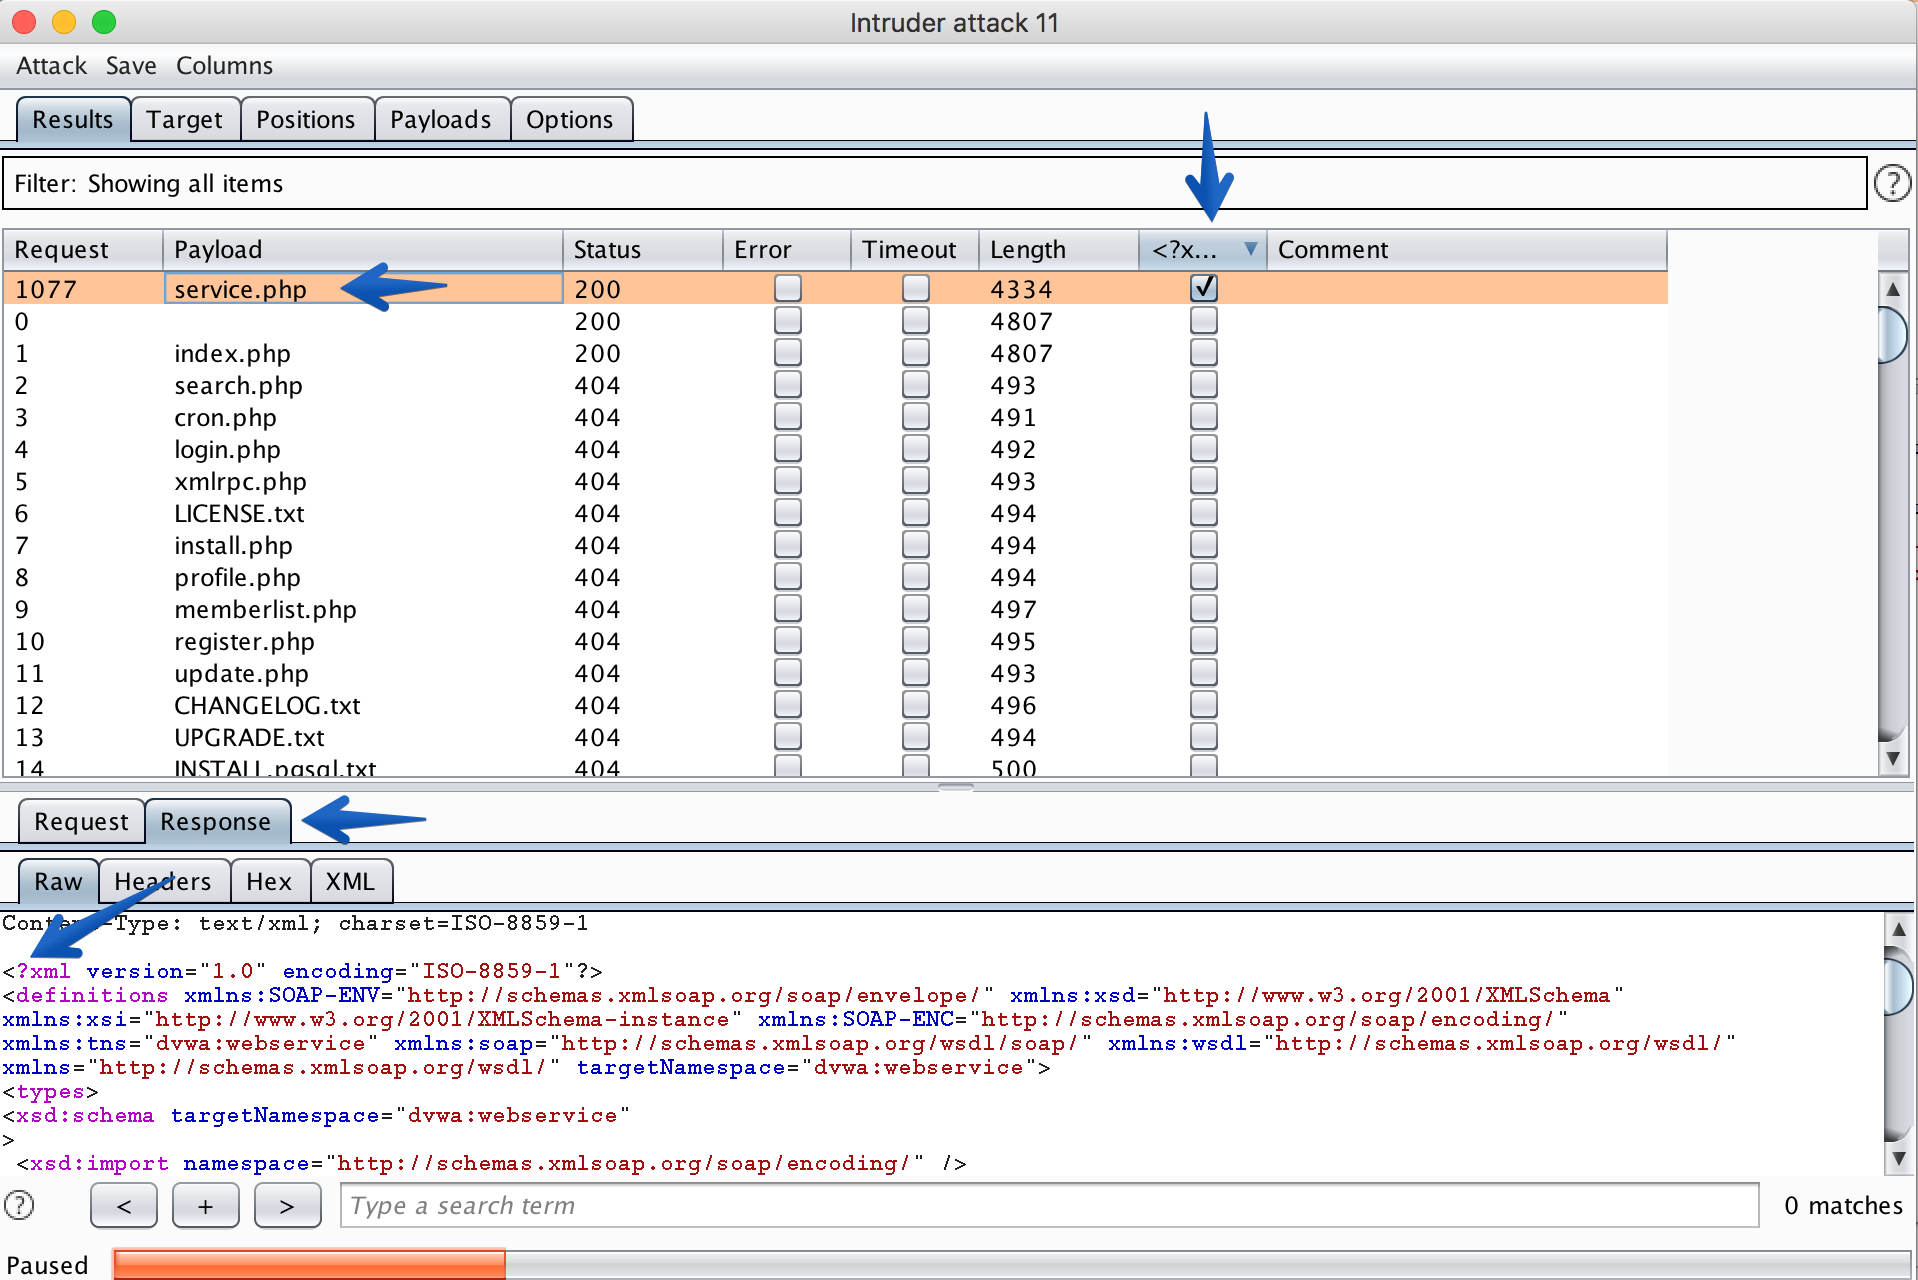 Intruder attack 11
Attack Save Columns
Results Target Positions Payloads Options
Filter: Showing all items
?
Request Payload Status Error Timeout Length <?x... Comment
1077 service.php 200 4334
0 200 4807
1 index.php 200 4807
2 search.php 404 493
3 cron.php 404 491
4 login.php 404 492
5 xmlrpc.php 404 493
6 LICENSE.txt 404 494
7 install.php 404 494
8 profile.php 404 494
9 memberlist.php 404 497
10 register.php 404 495
11 update.php 404 493
12 CHANGELOG.txt 404 496
13 UPGRADE.txt 404 494
14 INSTALL.pgsql.txt 404 500
Request Response
Raw Headers Hex XML
Content-Type: text/xml; charset=ISO-8859-1
<?xml version="1.0" encoding="ISO-8859-1"?>
<definitions xmlns:SOAP-ENV="http://schemas.xmlsoap.org/soap/envelope/" xmlns:xsd="http://www.w3.org/2001/XMLSchema"
xmlns:xsi="http://www.w3.org/2001/XMLSchema-instance" xmlns:SOAP-ENC="http://schemas.xmlsoap.org/soap/encoding/"
xmlns:tns="dvwa:webservice" xmlns:soap="http://schemas.xmlsoap.org/wsdl/soap/" xmlns:wsdl="http://schemas.xmlsoap.org/wsdl/"
xmlns="http://schemas.xmlsoap.org/wsdl/" targetNamespace="dvwa:webservice">
<types>
<xsd:schema targetNamespace="dvwa:webservice"
>
<xsd:import namespace="http://schemas.xmlsoap.org/soap/encoding/" />
? < + > Type a search term 0 matches
Paused